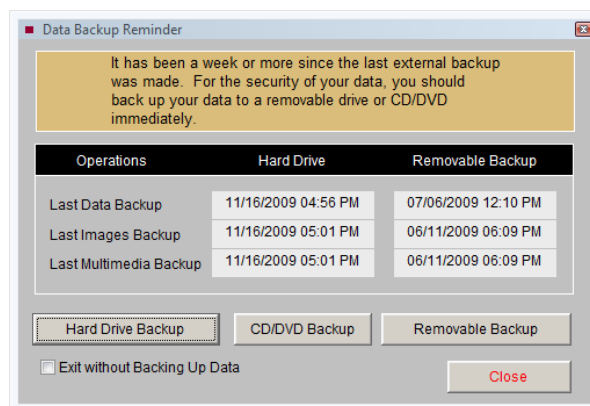 Data Backup Reminder
It has been a week or more since the last external backup
was made. For the security of your data, you should
back up your data to a removable drive or CD/DVD
immediately.
Operations Hard Drive Removable Backup
Last Data Backup 11/16/2009 04:56 PM 07/06/2009 12:10 PM
Last Images Backup 11/16/2009 05:01 PM 06/11/2009 06:09 PM
Last Multimedia Backup 11/16/2009 05:01 PM 06/11/2009 06:09 PM
Hard Drive Backup CD/DVD Backup Removable Backup
Exit without Backing Up Data
Close